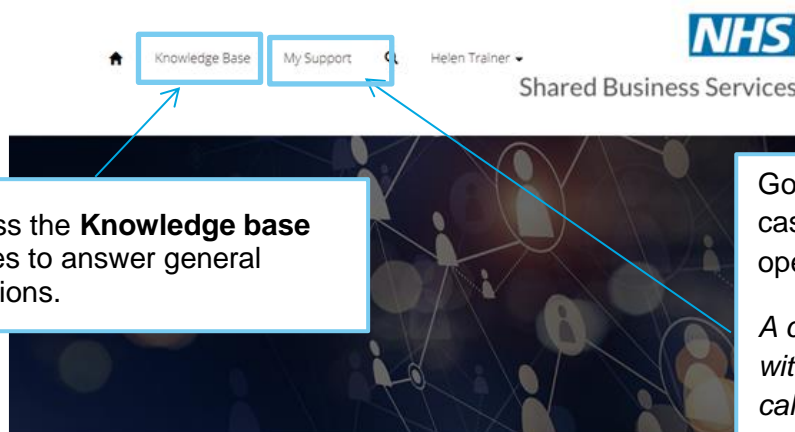 NHS
Knowledge Base My Support Helen Trainer
Shared Business Services
ss the Knowledge base
es to answer general
ions.
Go
cas
ope
A c
wit
cal